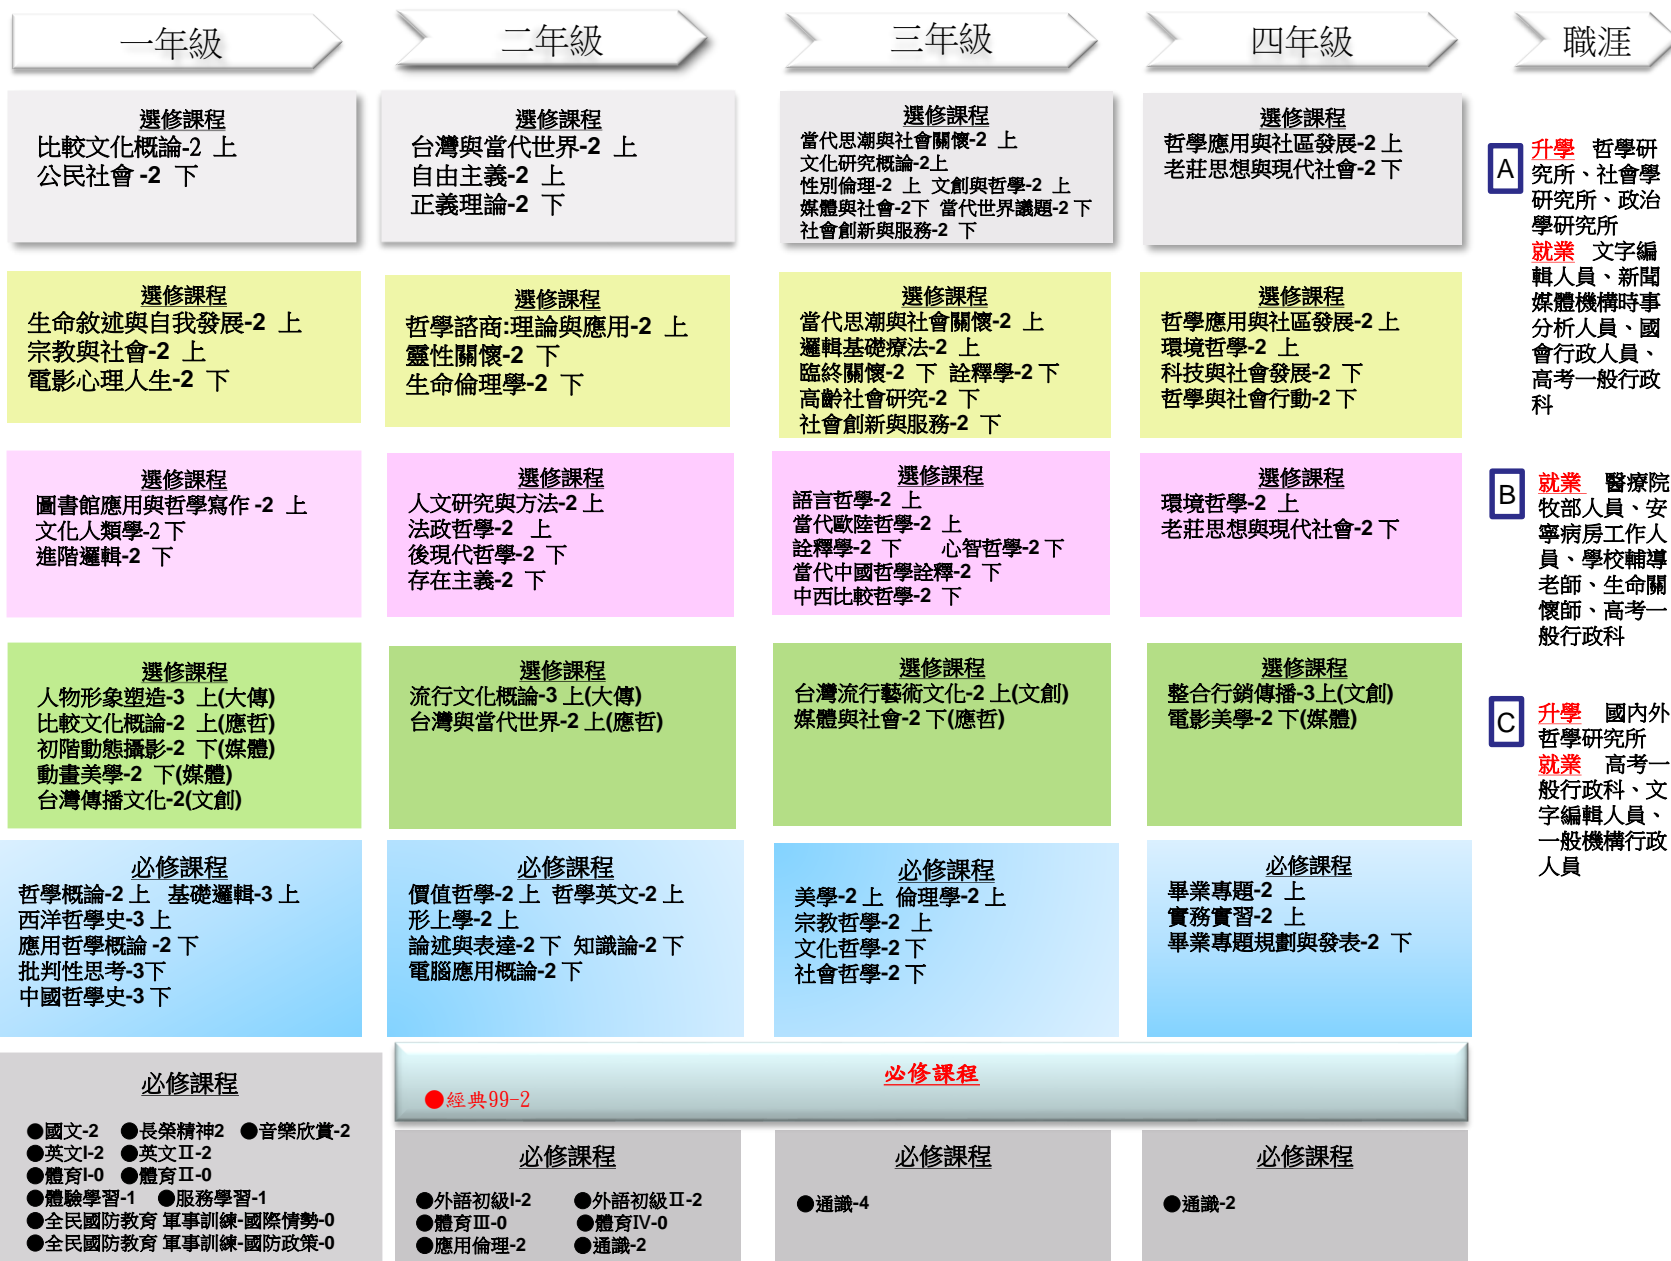 一年級
二年級
三年級
四年級
職涯
選修課程
比較文化概論-2 上
公民社會 -2 下
選修課程
台灣與當代世界-2 上
自由主義-2 上
正義理論-2 下
選修課程
當代思潮與社會關懷-2 上
文化研究概論-2上
性別倫理-2 上 文創與哲學-2 上
媒體與社會-2下 當代世界議題-2 下
社會創新與服務-2 下
選修課程
哲學應用與社區發展-2 上
老莊思想與現代社會-2 下
選修課程
生命敘述與自我發展-2 上
宗教與社會-2 上
電影心理人生-2 下
選修課程
哲學諮商:理論與應用-2 上
靈性關懷-2 下
生命倫理學-2 下
選修課程
當代思潮與社會關懷-2 上
邏輯基礎療法-2 上
臨終關懷-2 下 詮釋學-2 下
高齡社會研究-2 下
社會創新與服務-2 下
選修課程
哲學應用與社區發展-2 上
環境哲學-2 上
科技與社會發展-2 下
哲學與社會行動-2 下
選修課程
圖書館應用與哲學寫作 -2 上
文化人類學-2 下
進階邏輯-2 下
選修課程
人文研究與方法-2 上
法政哲學-2 上
後現代哲學-2 下
存在主義-2 下
選修課程
語言哲學-2 上
當代歐陸哲學-2 上
詮釋學-2 下 心智哲學-2 下
當代中國哲學詮釋-2 下
中西比較哲學-2 下
選修課程
環境哲學-2 上
老莊思想與現代社會-2 下
選修課程
人物形象塑造-3 上(大傳)
比較文化概論-2 上(應哲)
初階動態攝影-2 下(媒體)
動畫美學-2 下(媒體)
台灣傳播文化-2(文創)
選修課程
流行文化概論-3 上(大傳)
台灣與當代世界-2 上(應哲)
選修課程
台灣流行藝術文化-2 上(文創)
媒體與社會-2 下(應哲)
選修課程
整合行銷傳播-3上(文創)
電影美學-2 下(媒體)
必修課程
哲學概論-2 上 基礎邏輯-3 上
西洋哲學史-3 上
應用哲學概論 -2 下
批判性思考-3下
中國哲學史-3 下
必修課程
價值哲學-2 上 哲學英文-2 上
形上學-2 上
論述與表達-2 下 知識論-2 下
電腦應用概論-2 下
必修課程
美學-2 上 倫理學-2 上
宗教哲學-2 上
文化哲學-2 下
社會哲學-2 下
必修課程
畢業專題-2 上
實務實習-2 上
畢業專題規劃與發表-2 下
必修課程
●國文-2 ●長榮精神2 ●音樂欣賞-2
●英文I-2 ●英文Ⅱ-2
●體育I-0 ●體育Ⅱ-0
●體驗學習-1 ●服務學習-1
●全民國防教育 軍事訓練-國際情勢-0
●全民國防教育 軍事訓練-國防政策-0
必修課程
●經典99-2
必修課程
●外語初級I-2 ●外語初級Ⅱ-2
●體育Ⅲ-0 ●體育Ⅳ-0
●應用倫理-2 ●通識-2
必修課程
●通識-4
必修課程
●通識-2
A
升學 哲學研
究所、社會學
研究所、政治
學研究所
就業 文字編
輯人員、新聞
媒體機構時事
分析人員、國
會行政人員、
高考一般行政
科
B
就業 醫療院
牧部人員、安
寧病房工作人
員、學校輔導
老師、生命關
懷師、高考一
般行政科
C
升學 國內外
哲學研究所
就業 高考一
般行政科、文
字編輯人員、
一般機構行政
人員